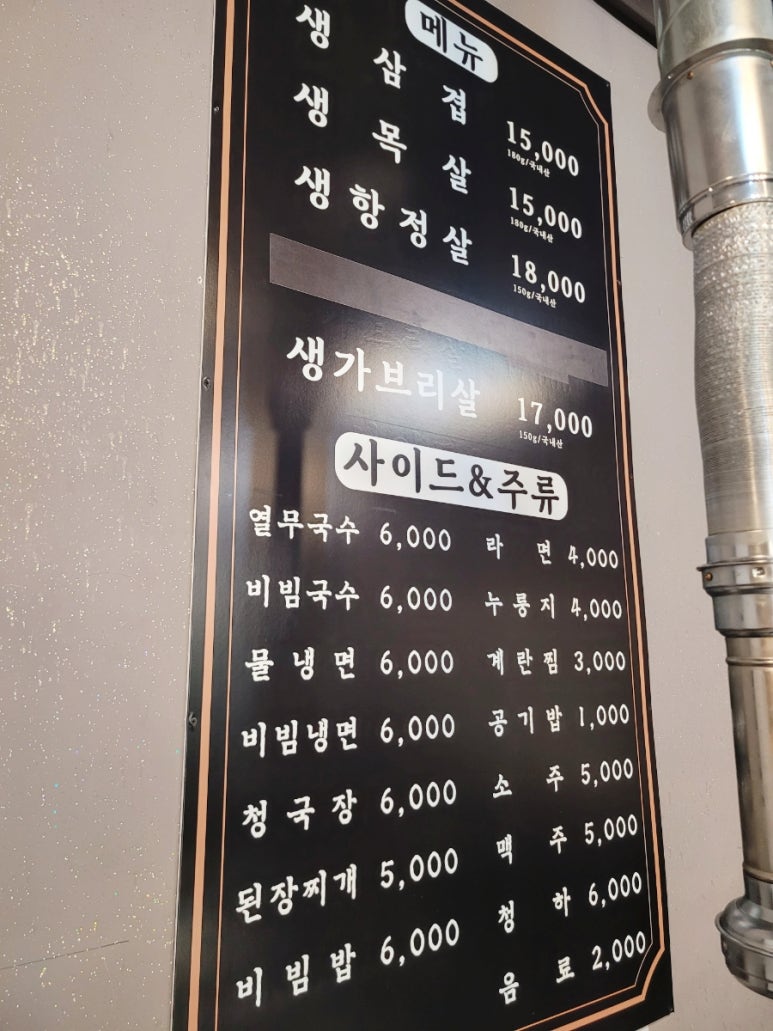 메뉴
생삼겹 15,000
180g/국내산
생목살 15,000
180g/국내산
생항정살 18,000
150g/국내산
생가브리살 17,000
150g/국내산
사이드&주류
열무국수 6,000
비빔국수 6,000
물냉면 6,000
비빔냉면 6,000
청국장 6,000
된장찌개 5,000
비빔밥 6,000
라면 4,000
누룽지 4,000
계란찜 3,000
공기밥 1,000
소주 5,000
맥주 5,000
청하 6,000
음료 2,000